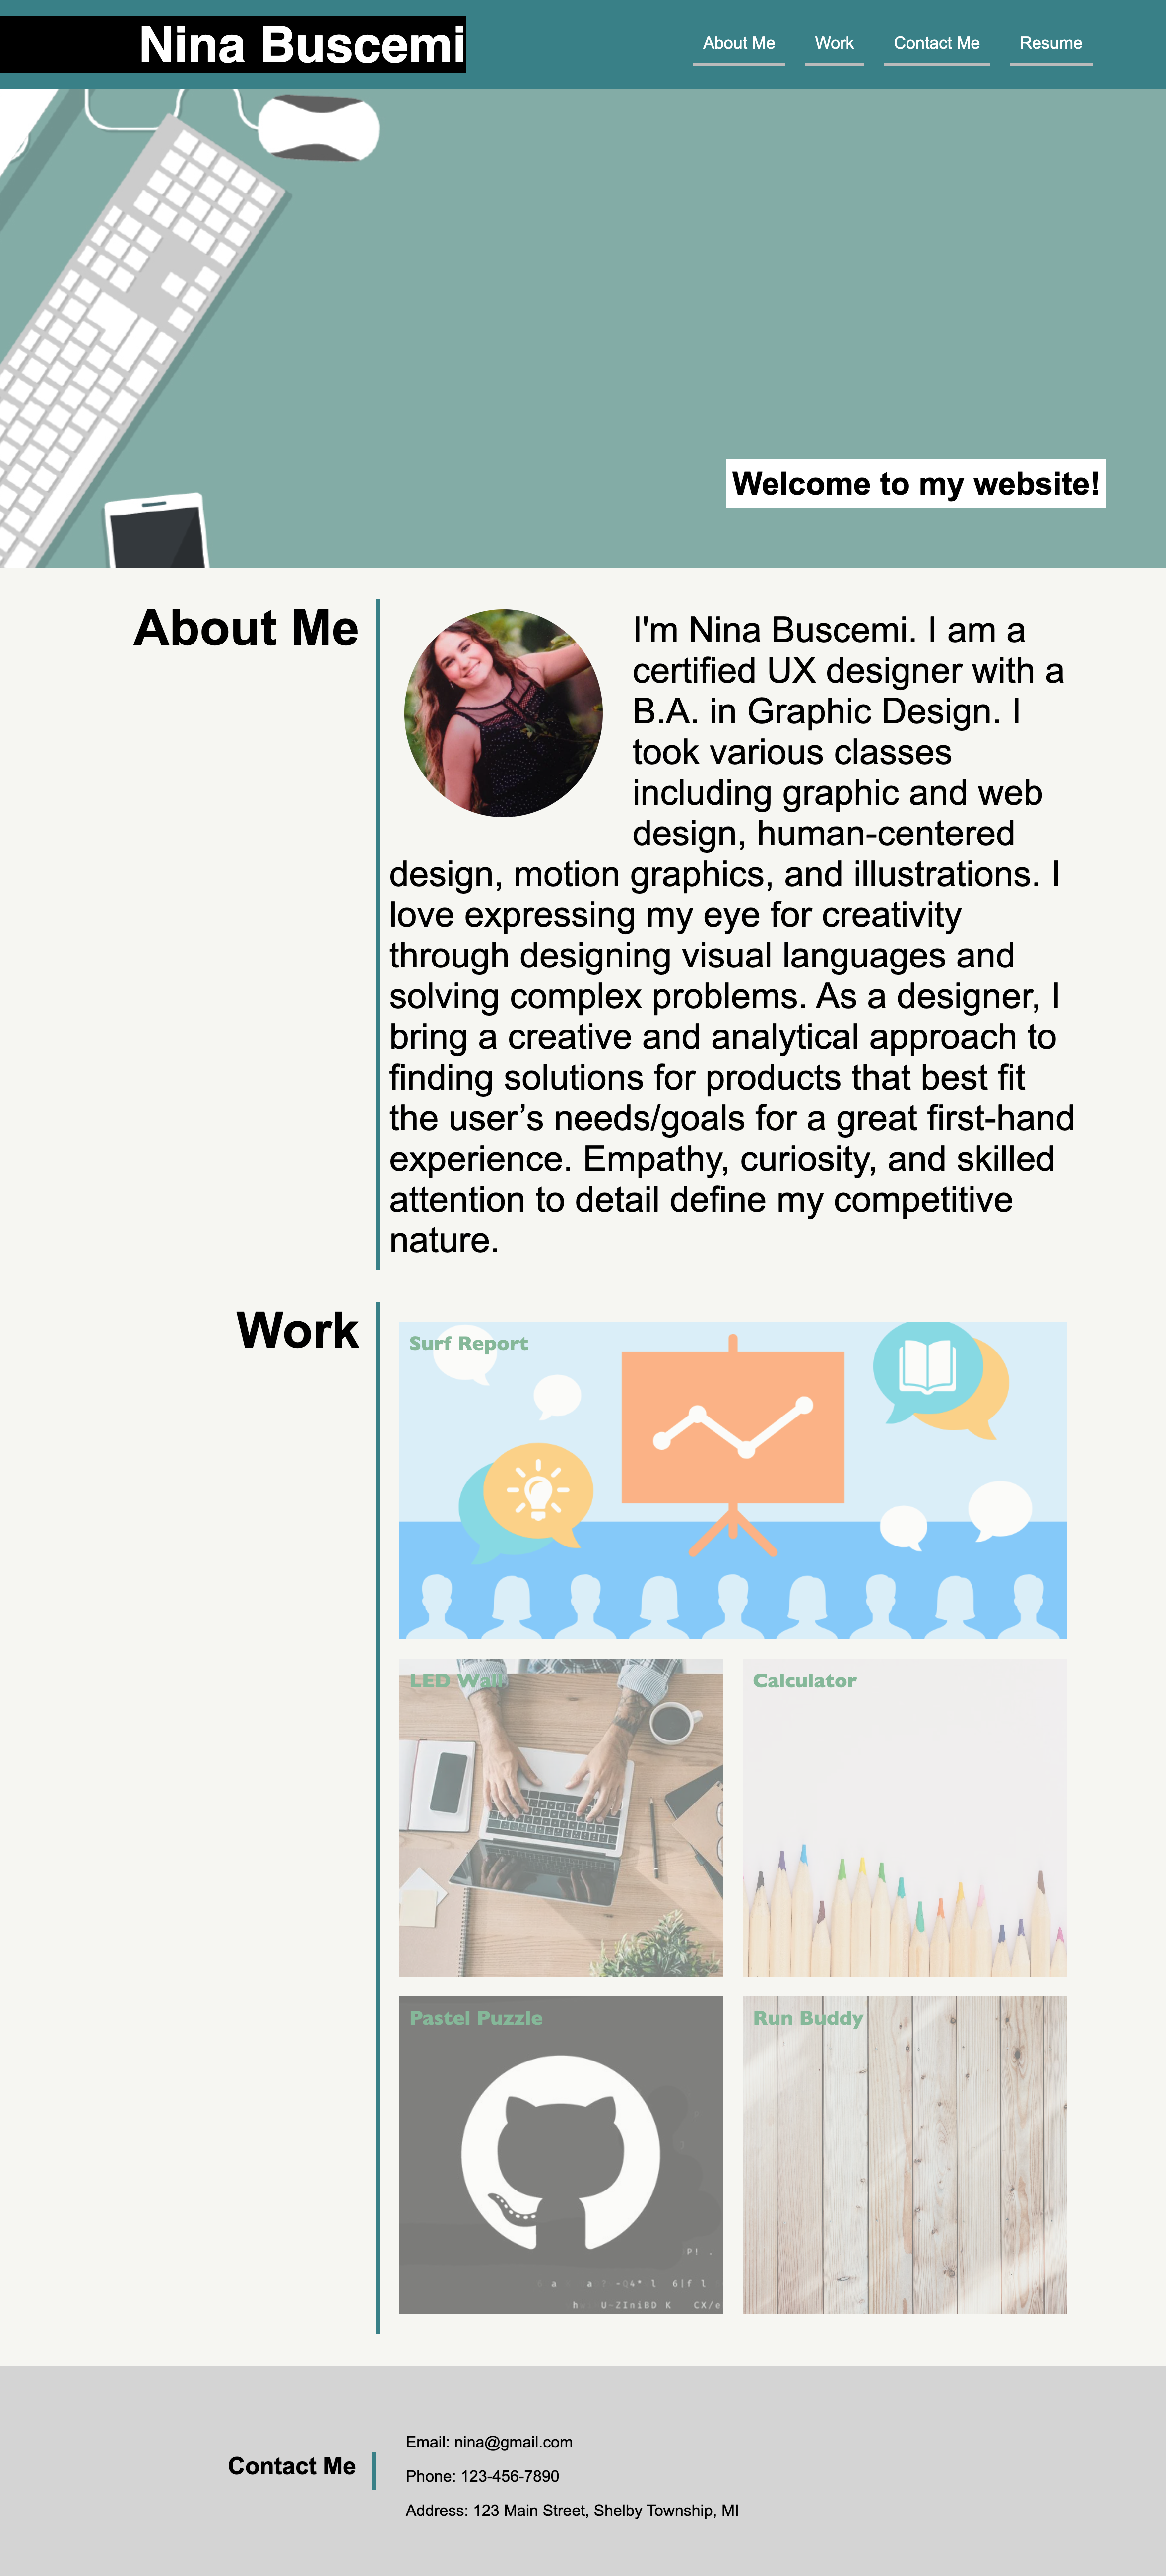 Nina Buscemi
About Me
Work
Contact Me
Resume
Welcome to my website!
About Me
I'm Nina Buscemi. I am a
certified UX designer with a
B.A. in Graphic Design. I
took various classes
including graphic and web
design, human-centered
design, motion graphics, and illustrations. I
love expressing my eye for creativity
through designing visual languages and
solving complex problems. As a designer, I
bring a creative and analytical approach to
finding solutions for products that best fit
the user’s needs/goals for a great first-hand
experience. Empathy, curiosity, and skilled
attention to detail define my competitive
nature.
Work
Surf Report
LED Wall
Calculator
Pastel Puzzle
Run Buddy
Contact Me
Email: nina@gmail.com
Phone: 123-456-7890
Address: 123 Main Street, Shelby Township, MI